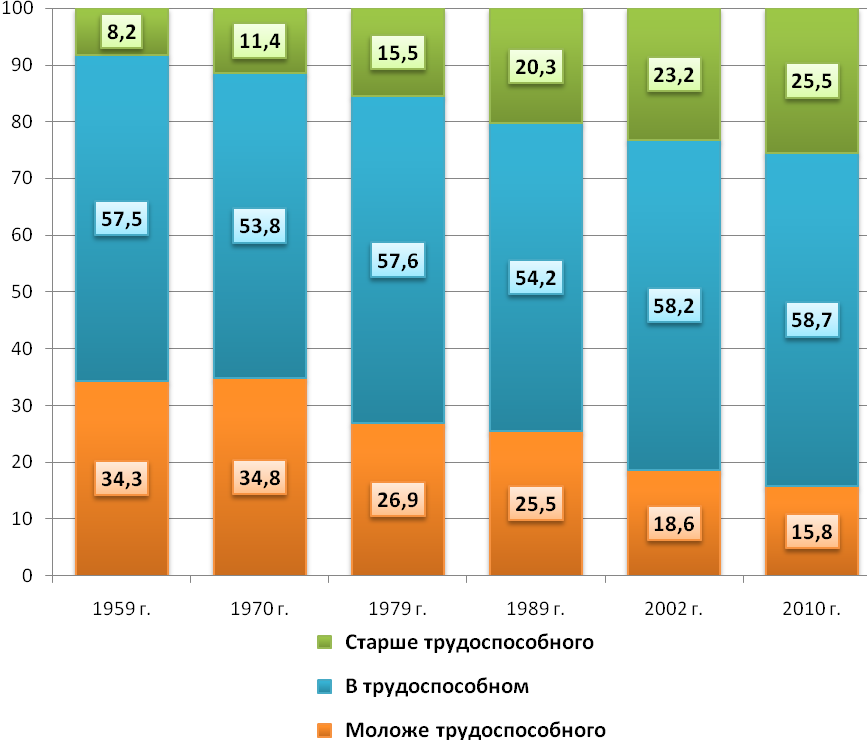 100
90
80
70
60
50
40
30
20
10
0
8,2 11,4 15,5 20,3 23,2 25,5
57,5 53,8 57,6 54,2 58,2 58,7
34,3 34,8 26,9 25,5 18,6 15,8
1959 г. 1970 г. 1979 г. 1989 г. 2002 г. 2010 г.
Старше трудоспособного
В трудоспособном
Моложе трудоспособного